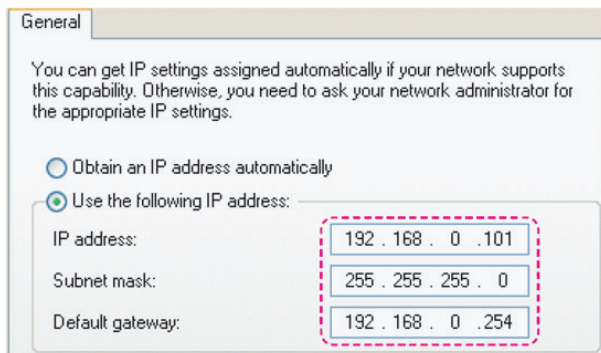 General
You can get IP settings assigned automatically if your network supports
this capability. Otherwise, you need to ask your network administrator for
the appropriate IP settings.
Obtain an IP address automatically
Use the following IP address:
IP address: 192 . 168 . 0 .101
Subnet mask: 255 . 255 . 255 . 0
Default gateway: 192 . 168 . 0 .254